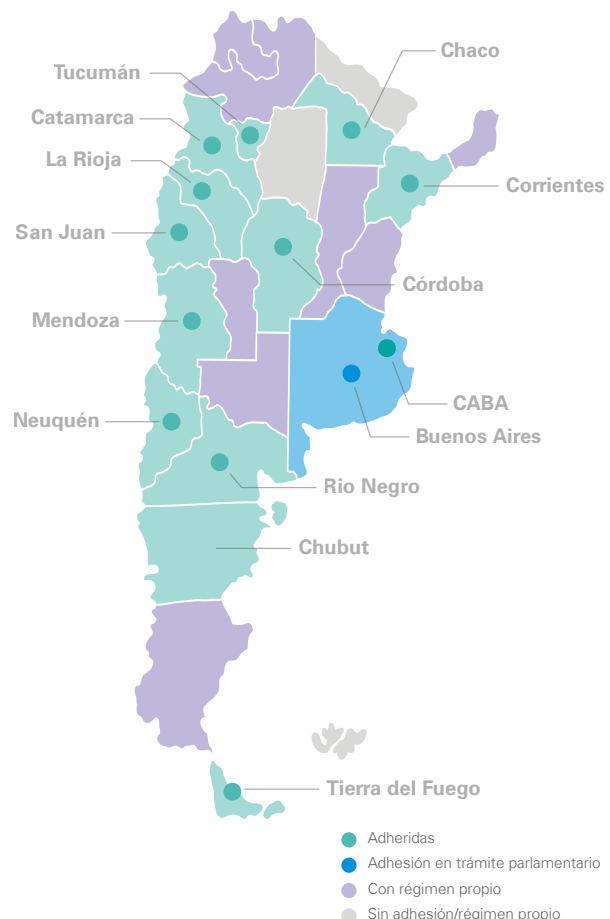 Chaco
Tucumán
Catamarca
La Rioja
Corrientes
San Juan
Córdoba
Mendoza
CABA
Neuquén
Buenos Aires
Rio Negro
Chubut
Tierra del Fuego
Adheridas
Adhesión en trámite parlamentario
Con régimen propio
Sin adhesión/régimen propio